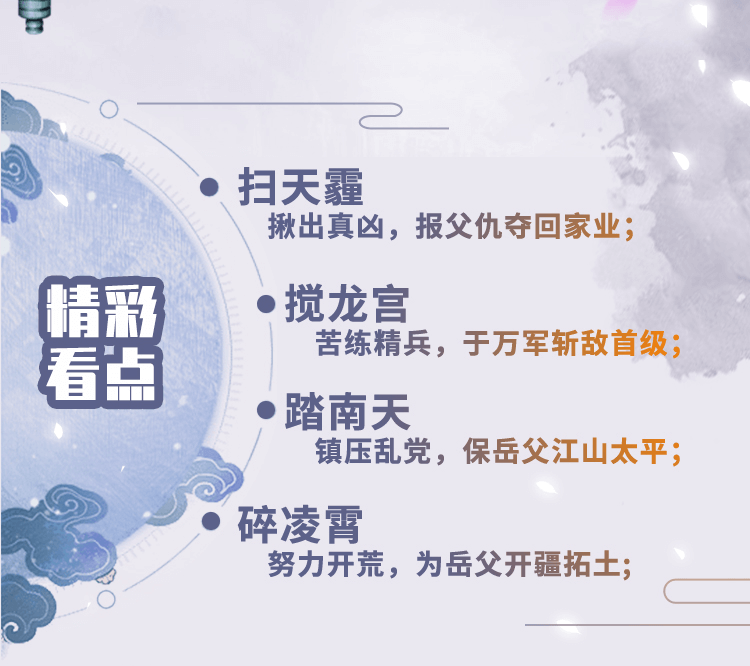 精彩
看点
扫天霾
揪出真凶，报父仇夺回家业；
搅龙宫
苦练精兵，于万军斩敌首级；
踏南天
镇压乱党，保岳父江山太平；
碎凌霄
努力开荒，为岳父开疆拓土；